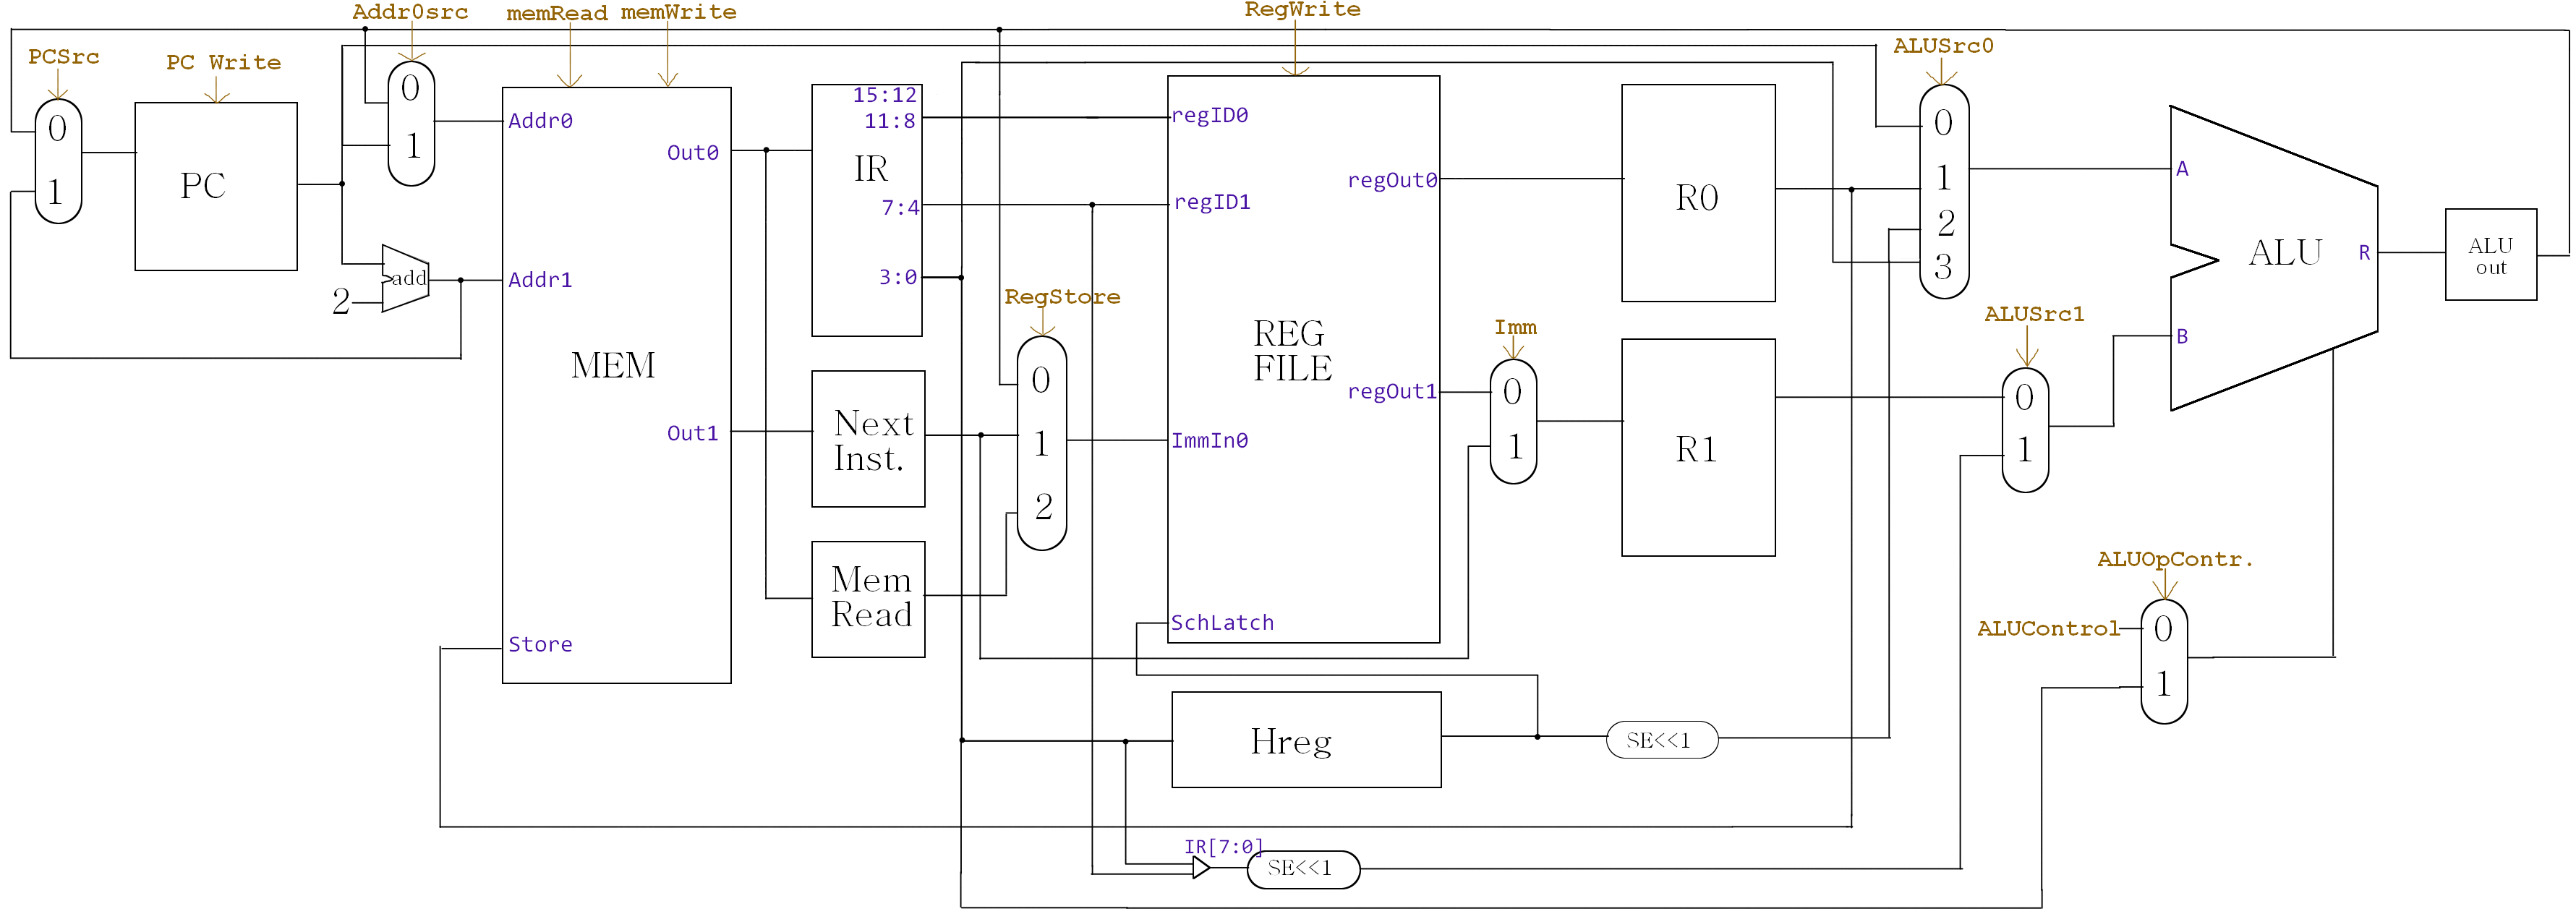 Addr0src
memRead
memWrite
RegWrite
PCSrc
PC Write
ALUSrc0
0
1
PC
0
1
2
add
Addr0
Addr1
Out0
Out1
MEM
Store
15:12
11:8
IR
7:4
3:0
Next
Inst.
Mem
Read
RegStore
0
1
2
regID0
regID1
regOut0
REG
FILE
regOut1
ImmIn0
SchLatch
Hreg
IR[7:0]
SE<<1
SE<<1
Imm
0
1
R0
R1
0
1
2
3
ALUSrc1
0
1
A
B
ALU
R
ALU
out
ALUOpContr.
ALUControl
0
1